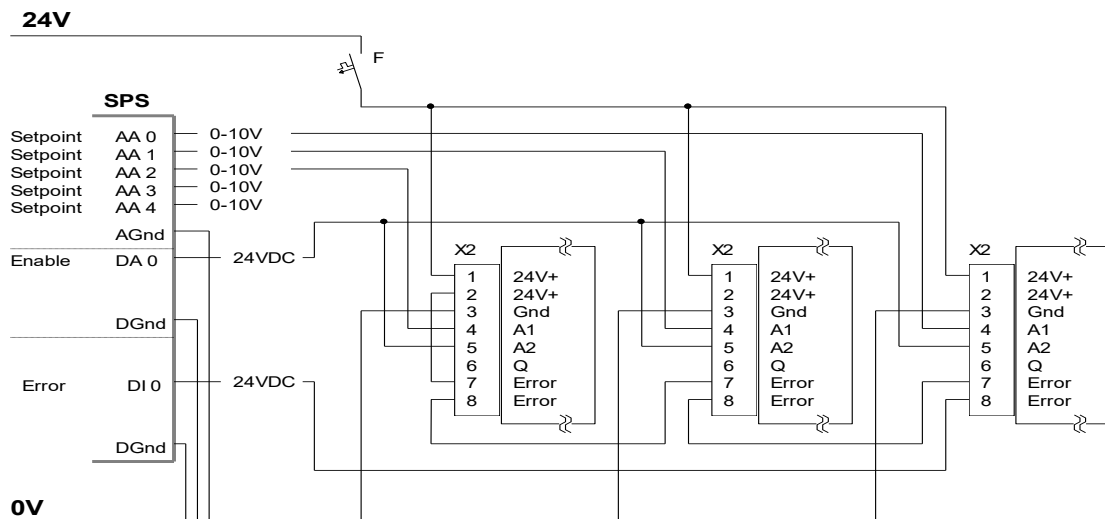 24V
F
SPS
Setpoint AA 0 0-10V
Setpoint AA 1 0-10V
Setpoint AA 2 0-10V
Setpoint AA 3 0-10V
Setpoint AA 4 0-10V
AGnd
Enable DA 0 24VDC
DGnd
Error DI 0 24VDC
DGnd
0V
X2
1 24V+
2 24V+
3 Gnd
4 A1
5 A2
6 Q
7 Error
8 Error
X2
1 24V+
2 24V+
3 Gnd
4 A1
5 A2
6 Q
7 Error
8 Error
X2
1 24V+
2 24V+
3 Gnd
4 A1
5 A2
6 Q
7 Error
8 Error